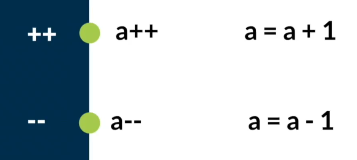 ++ a++ a = a + 1
-- a-- a = a - 1